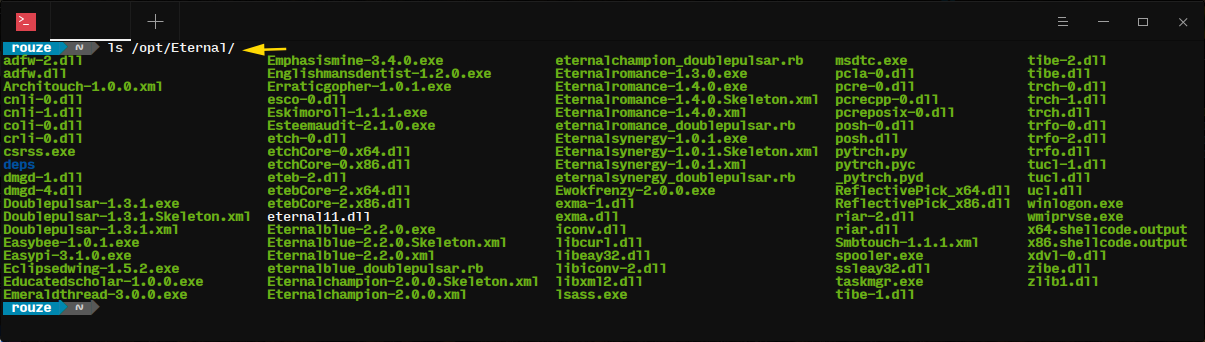 rouze ~ ls /opt/Eternal/
adfw-2.dll Emphasismine-3.4.0.exe eternalchampion_doublepulsar.rb msdtc.exe tibe-2.dll
adfw.dll Englishmansdentist-1.2.0.exe Eternalromance-1.3.0.exe pcla-0.dll tibe.dll
Architouch-1.0.0.xml Erraticgopher-1.0.1.exe Eternalromance-1.4.0.exe pcre-0.dll trch-0.dll
cnli-0.dll esco-0.dll Eternalromance-1.4.0.Skeleton.xml pcrecpp-0.dll trch-1.dll
cnli-1.dll Eskimoroll-1.1.1.exe Eternalromance-1.4.0.xml pcreposix-0.dll trch.dll
coli-0.dll Esteemaudit-2.1.0.exe eternalromance_doublepulsar.rb posh-0.dll trfo-0.dll
crli-0.dll etch-0.dll Eternalsynergy-1.0.1.exe posh.dll trfo-2.dll
csrss.exe etchCore-0.x64.dll Eternalsynergy-1.0.1.Skeleton.xml pytrch.py trfo.dll
deps etchCore-0.x86.dll Eternalsynergy-1.0.1.xml pytrch.pyc tucl-1.dll
dmgd-1.dll eteb-2.dll eternalsynergy_doublepulsar.rb _pytrch.pyd tucl.dll
dmgd-4.dll etebCore-2.x64.dll Ewokfrenzy-2.0.0.exe ReflectivePick_x64.dll ucl.dll
Doublepulsar-1.3.1.exe etebCore-2.x86.dll exma-1.dll ReflectivePick_x86.dll winlogon.exe
Doublepulsar-1.3.1.Skeleton.xml eternal11.dll exma.dll riar-2.dll wmiprvse.exe
Doublepulsar-1.3.1.xml Eternalblue-2.2.0.exe iconv.dll riar.dll x64.shellcode.output
Easybee-1.0.1.exe Eternalblue-2.2.0.Skeleton.xml libcurl.dll Smbtouch-1.1.1.xml x86.shellcode.output
Easypi-3.1.0.exe Eternalblue-2.2.0.xml libeay32.dll spooler.exe xdvl-0.dll
Eclipsedwing-1.5.2.exe eternalblue_doublepulsar.rb libiconv-2.dll ssleay32.dll zibe.dll
Educatedscholar-1.0.0.exe Eternalchampion-2.0.0.Skeleton.xml libxml2.dll taskmgr.exe zlib1.dll
Emeraldthread-3.0.0.exe Eternalchampion-2.0.0.xml lsass.exe tibe-1.dll
rouze ~